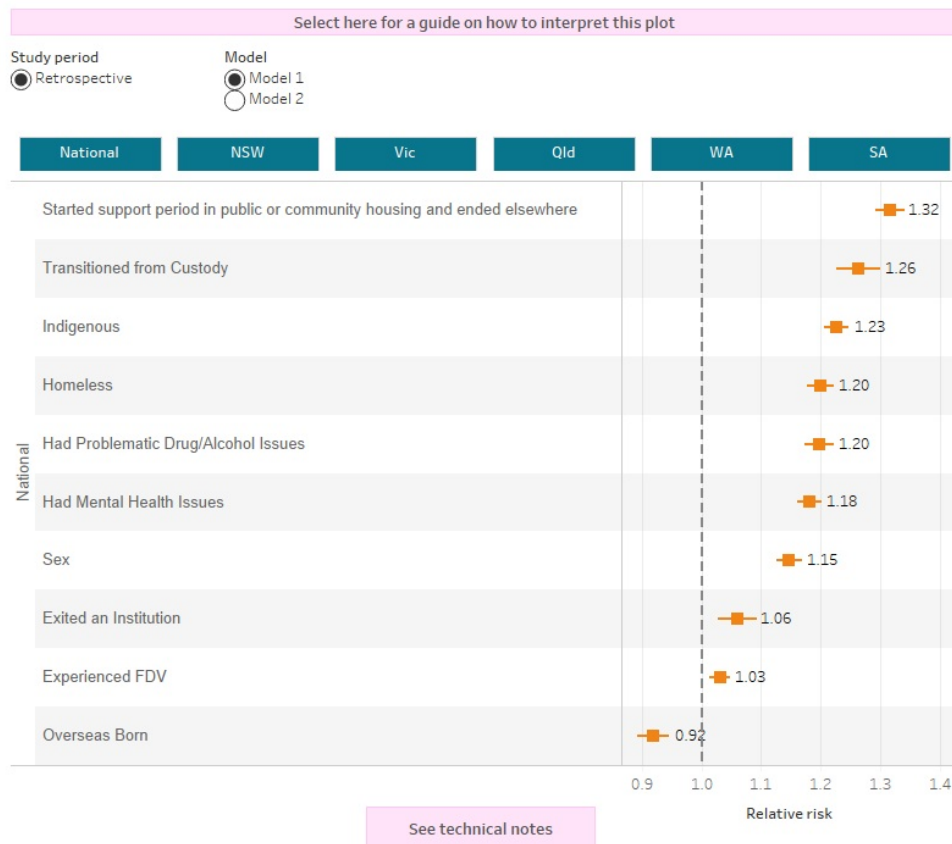 Select here for a guide on how to interpret this plot
Study period
Retrospective
Model
Model 1
Model 2
National
NSW
Vic
Qld
WA
SA
National
Started support period in public or community housing and ended elsewhere
1.32
Transitioned from Custody
1.26
Indigenous
1.23
Homeless
1.20
Had Problematic Drug/Alcohol Issues
1.20
Had Mental Health Issues
1.18
Sex
1.15
Exited an Institution
1.06
Experienced FDV
1.03
Overseas Born
0.92
0.9 1.0 1.1 1.2 1.3 1.4
Relative risk
See technical notes